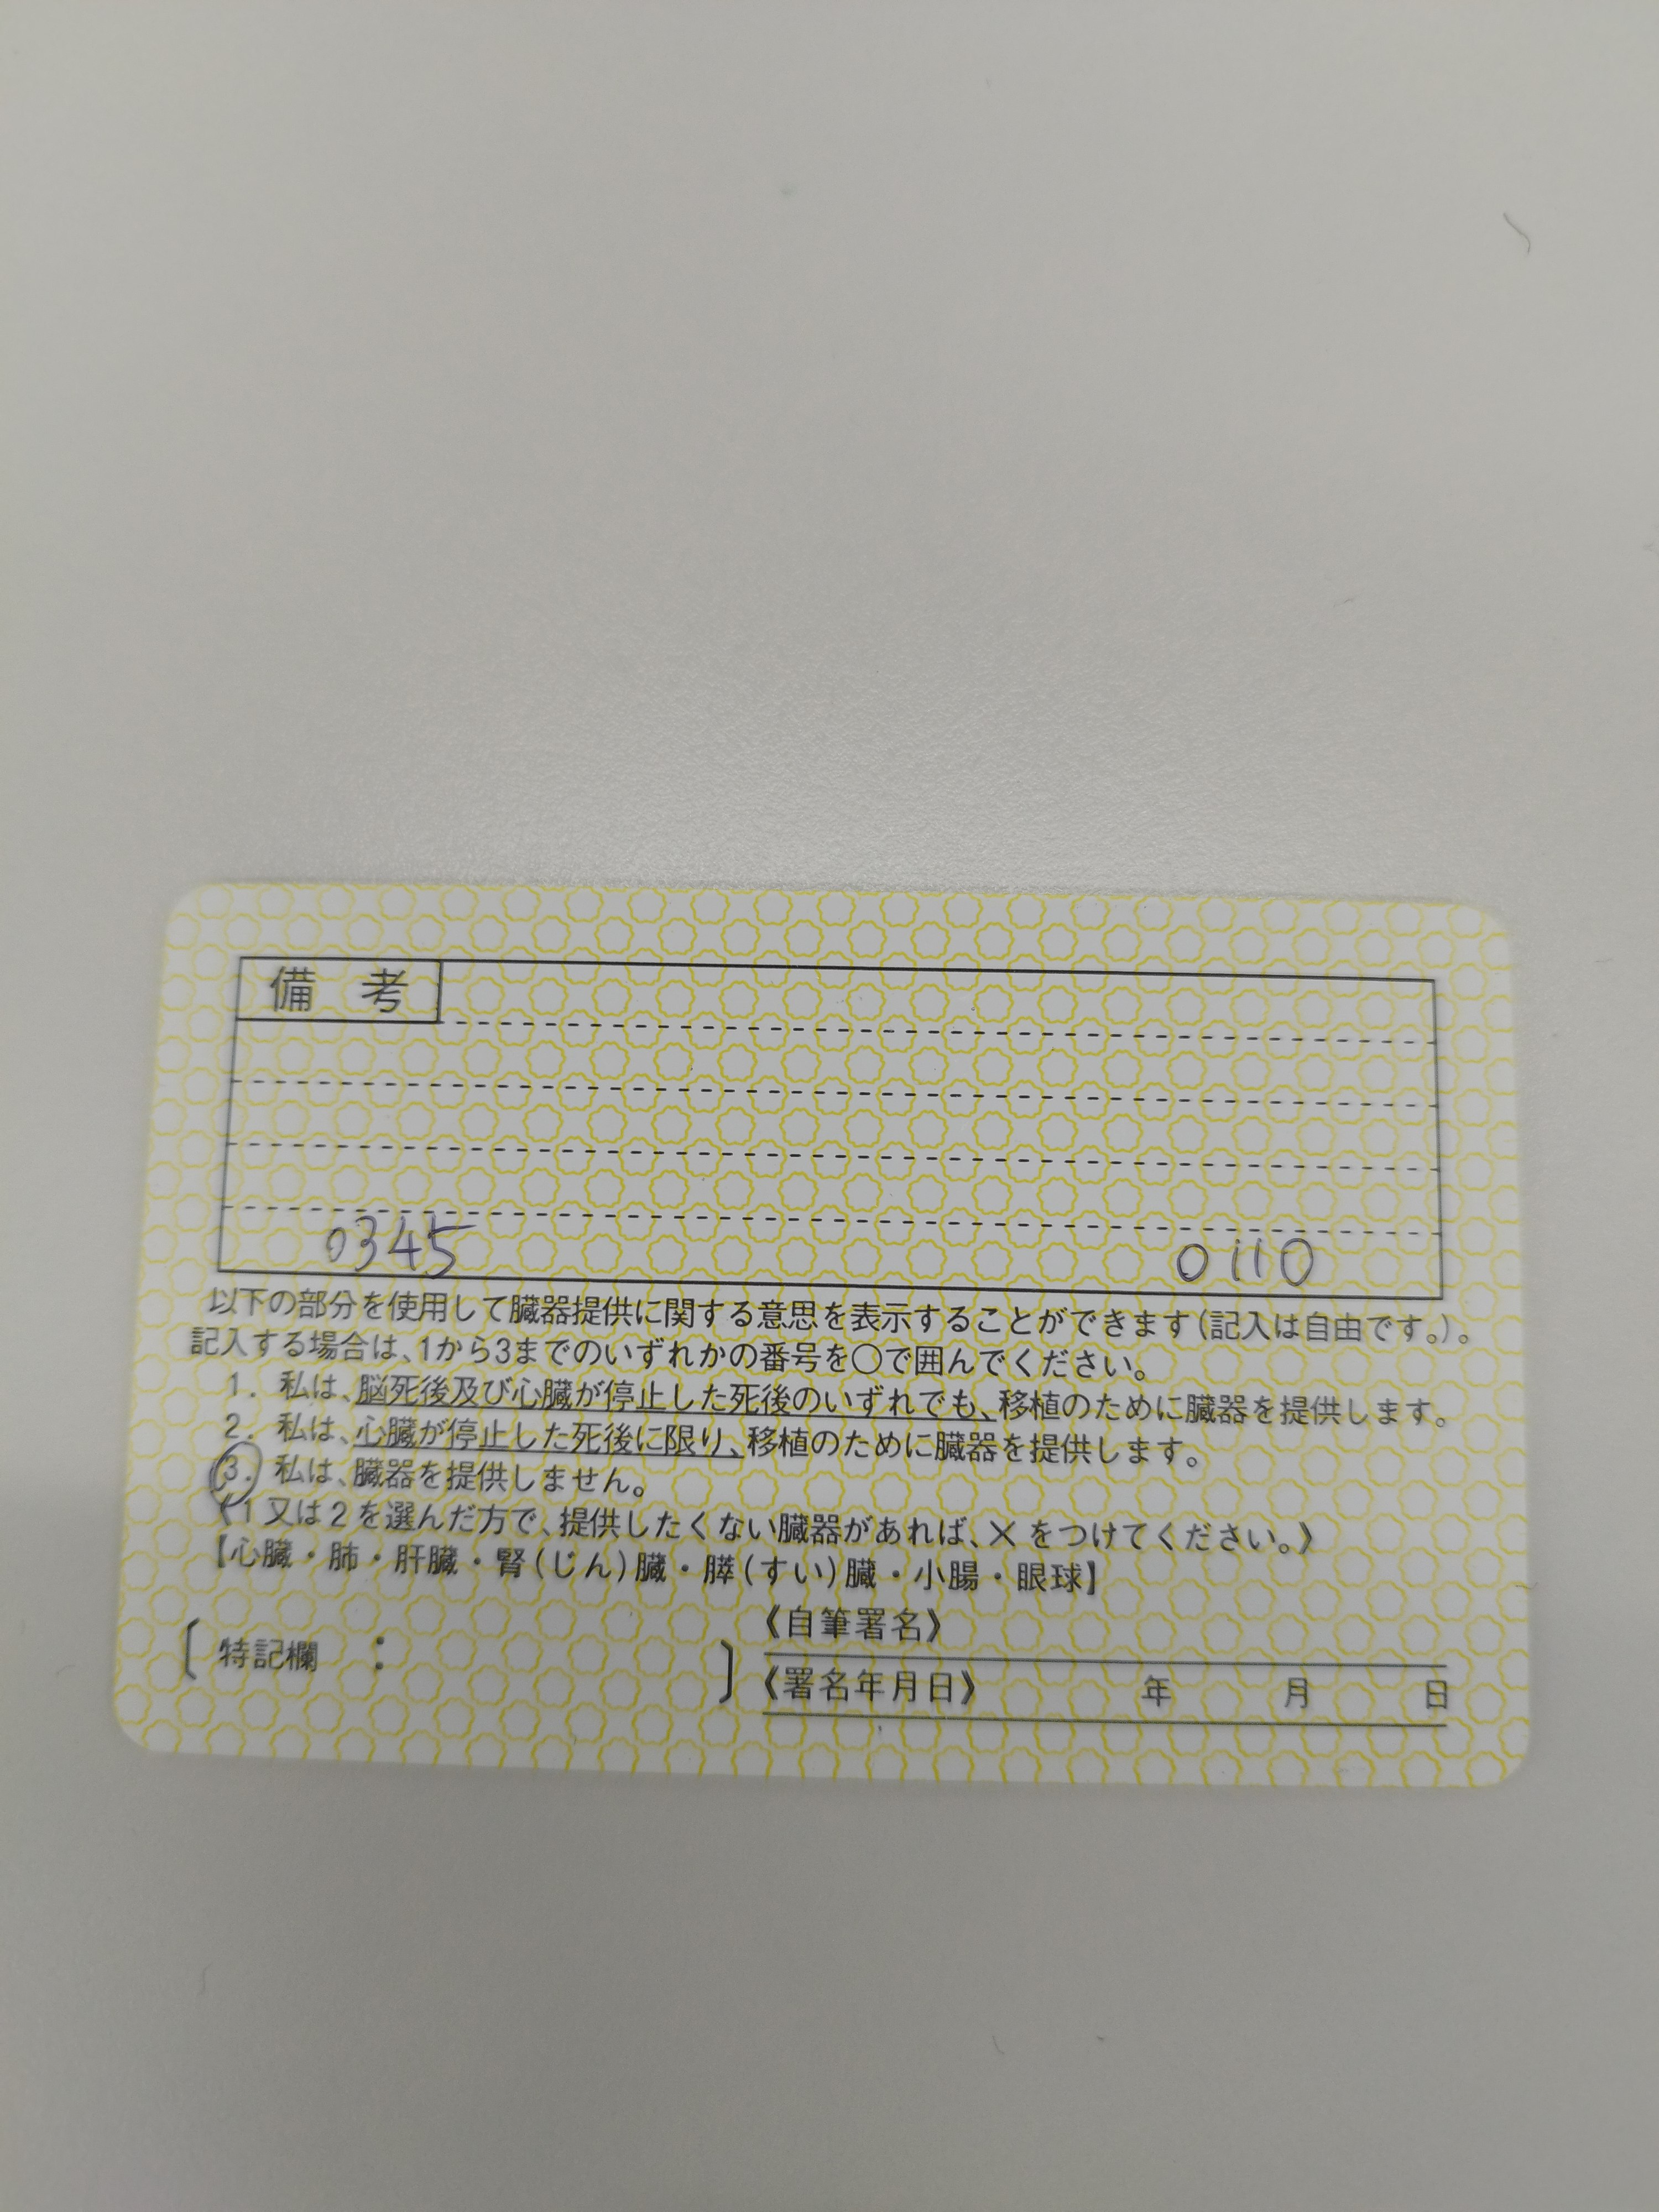 備 考
0345 0110
以下の部分を使用して臓器提供に関する意思を表示することができます(記入は自由です。)。
記入する場合は、1から3までのいずれかの番号を○で囲んでください。
1. 私は、脳死後及び心臓が停止した死後のいずれでも、移植のために臓器を提供します。
2. 私は、心臓が停止した死後に限り、移植のために臓器を提供します。
3. 私は、臓器を提供しません。
《1又は2を選んだ方で、提供したくない臓器があれば、×をつけてください。》
【心臓・肺・肝臓・腎(じん)臓・膵(すい)臓・小腸・眼球】
《自筆署名》
〔特記欄 : 〕
《署名年月日》 年 月 日